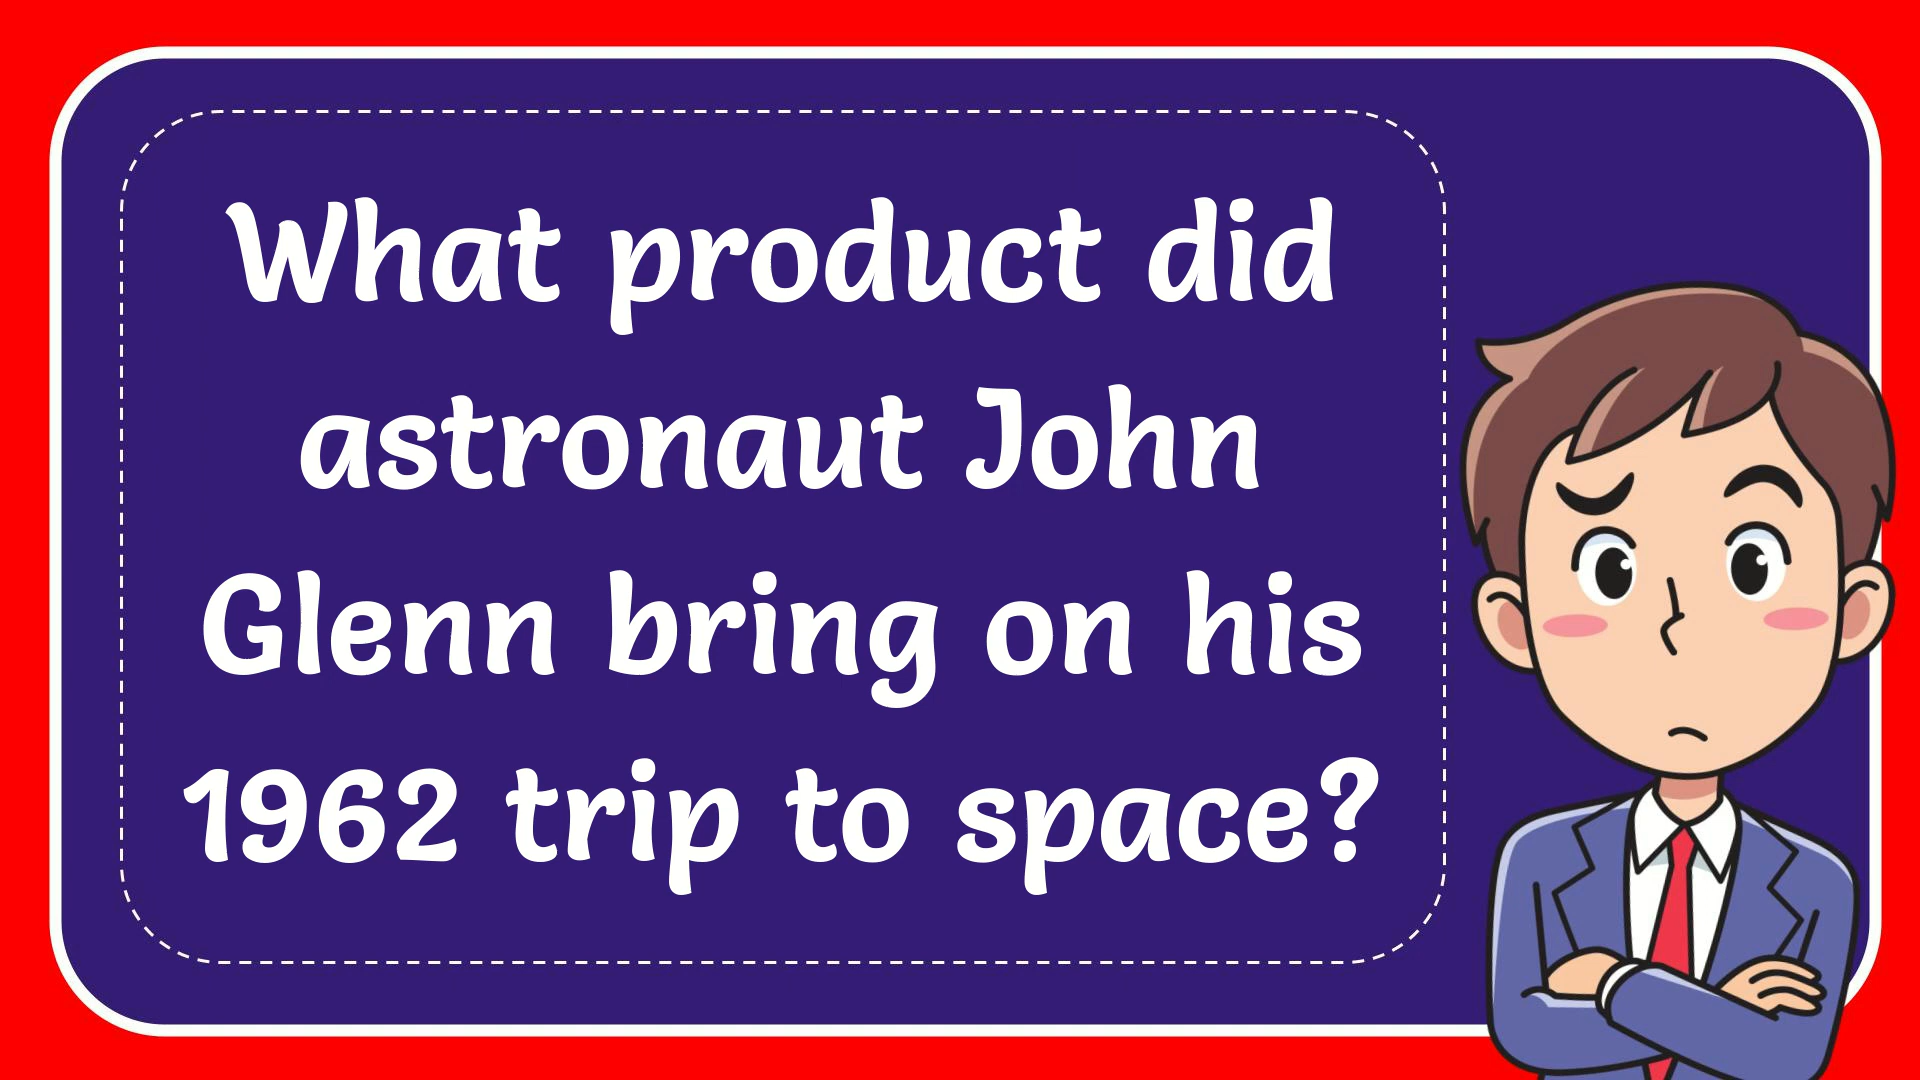 What product did
astronaut John
Glenn bring on his
1962 trip to space?